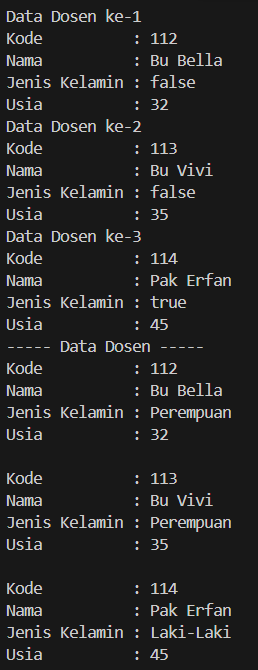 Data Dosen ke-1
Kode          : 112
Nama          : Bu Bella
Jenis Kelamin : false
Usia          : 32
Data Dosen ke-2
Kode          : 113
Nama          : Bu Vivi
Jenis Kelamin : false
Usia          : 35
Data Dosen ke-3
Kode          : 114
Nama          : Pak Erfan
Jenis Kelamin : true
Usia          : 45
----- Data Dosen -----
Kode          : 112
Nama          : Bu Bella
Jenis Kelamin : Perempuan
Usia          : 32

Kode          : 113
Nama          : Bu Vivi
Jenis Kelamin : Perempuan
Usia          : 35

Kode          : 114
Nama          : Pak Erfan
Jenis Kelamin : Laki-Laki
Usia          : 45